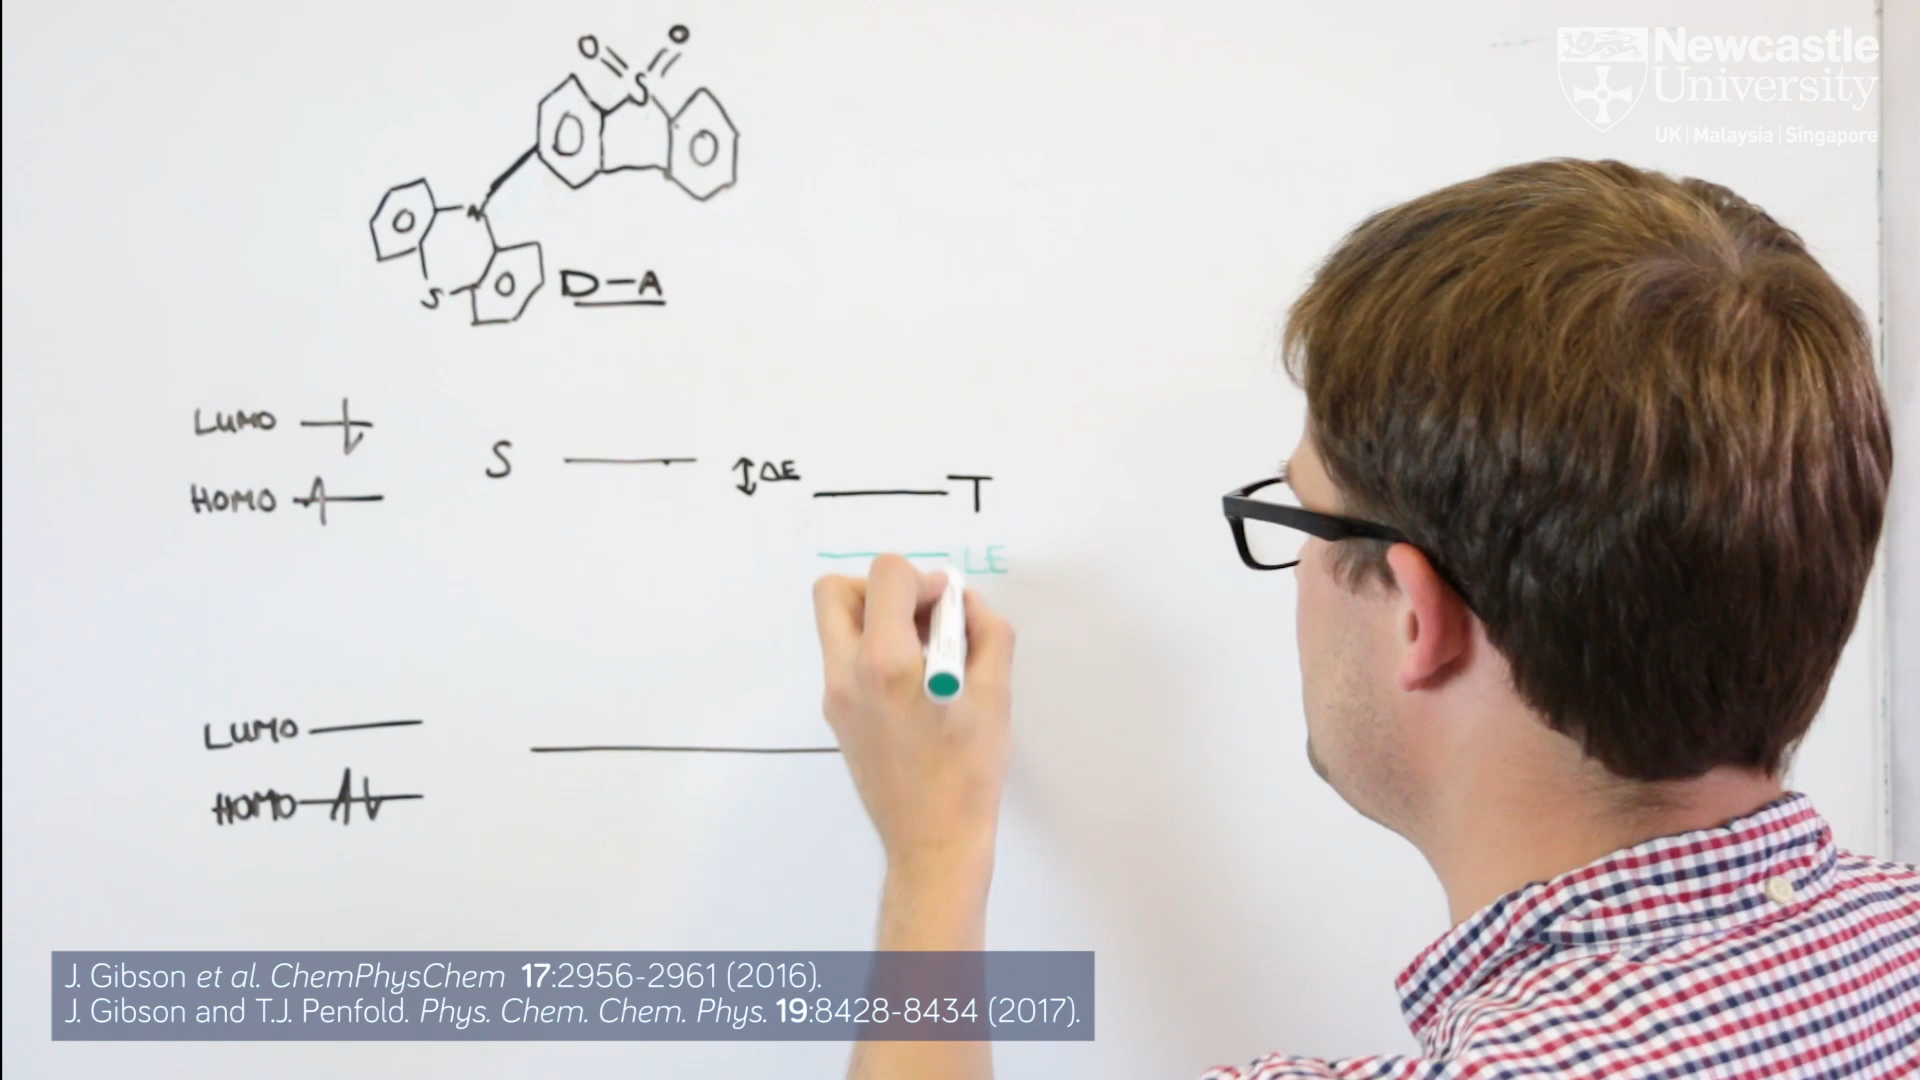 Newcastle
University
UK | Malaysia | Singapore
O O
S
N
S
D-A
LUMO
HOMO
S
ΔE
T
LE
LUMO
HOMO
J. Gibson et al. ChemPhysChem 17:2956-2961 (2016).
J. Gibson and T.J. Penfold. Phys. Chem. Chem. Phys. 19:8428-8434 (2017).